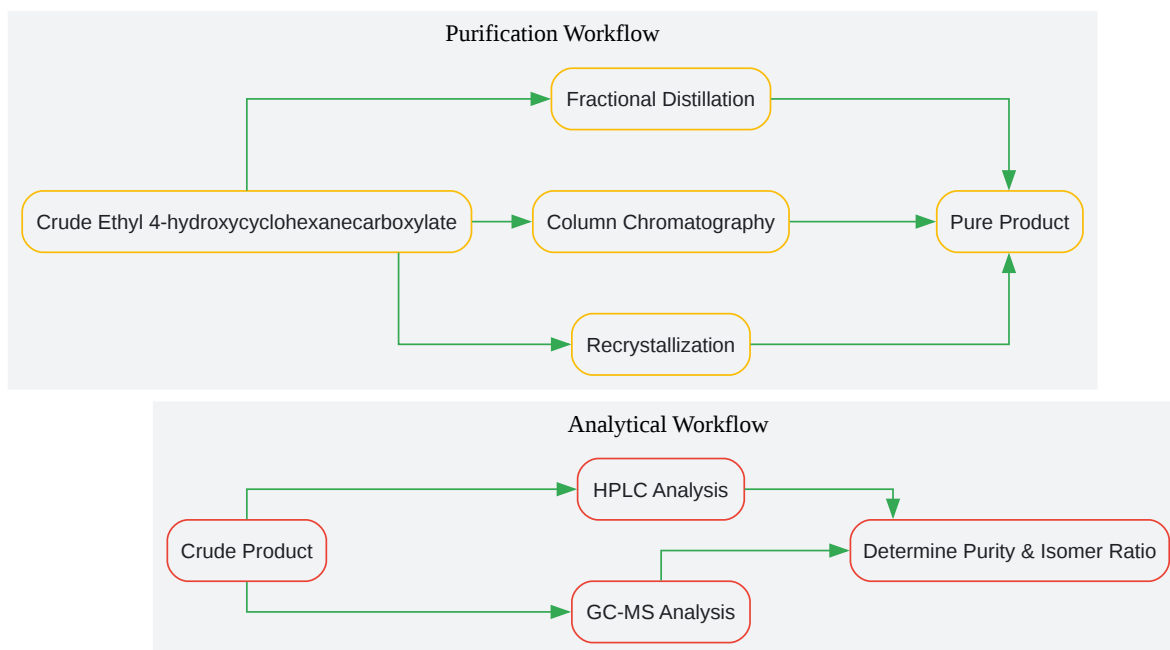 Purification Workflow
Fractional Distillation
Crude Ethyl 4-hydroxycyclohexanecarboxylate
Column Chromatography
Pure Product
Recrystallization
Analytical Workflow
HPLC Analysis
Crude Product
Determine Purity & Isomer Ratio
GC-MS Analysis